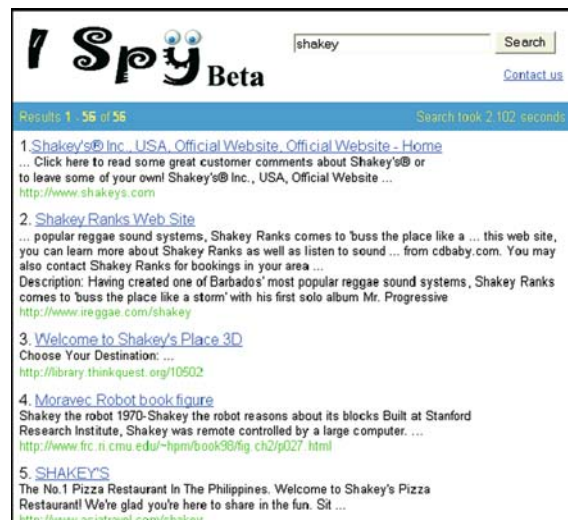 I Spy Beta
shakey
Search
Contact us
Results 1 - 56 of 56
Search took 2.102 seconds
1.Shakey's® Inc., USA, Official Website, Official Website - Home
... Click here to read some great customer comments about Shakey's® or
to leave some of your own! Shakey's® Inc., USA, Official Website ...
http://www.shakeys.com
2. Shakey Ranks Web Site
... popular reggae sound systems, Shakey Ranks comes to 'buss the place like a ... this web site,
you can learn more about Shakey Ranks as well as listen to sound ... from cdbaby.com. You may
also contact Shakey Ranks for bookings in your area ...
Description: Having created one of Barbados' most popular reggae sound systems, Shakey Ranks
comes to 'buss the place like a storm' with his first solo album Mr. Progressive
http://www.ireggae.com/shakey
3. Welcome to Shakey's Place 3D
Choose Your Destination: ...
http://library.thinkquest.org/10502
4. Moravec Robot book figure
Shakey the robot 1970-Shakey the robot reasons about its blocks Built at Stanford
Research Institute, Shakey was remote controlled by a large computer. ...
http://www.frc.ri.cmu.edu/~hpm/book98/fig.ch2/p027.html
5. SHAKEY'S
The No.1 Pizza Restaurant In The Philippines. Welcome to Shakey's Pizza
Restaurant! We're glad you're here to share in the fun. Sit ...
http://www.asiatravel.com/shakey